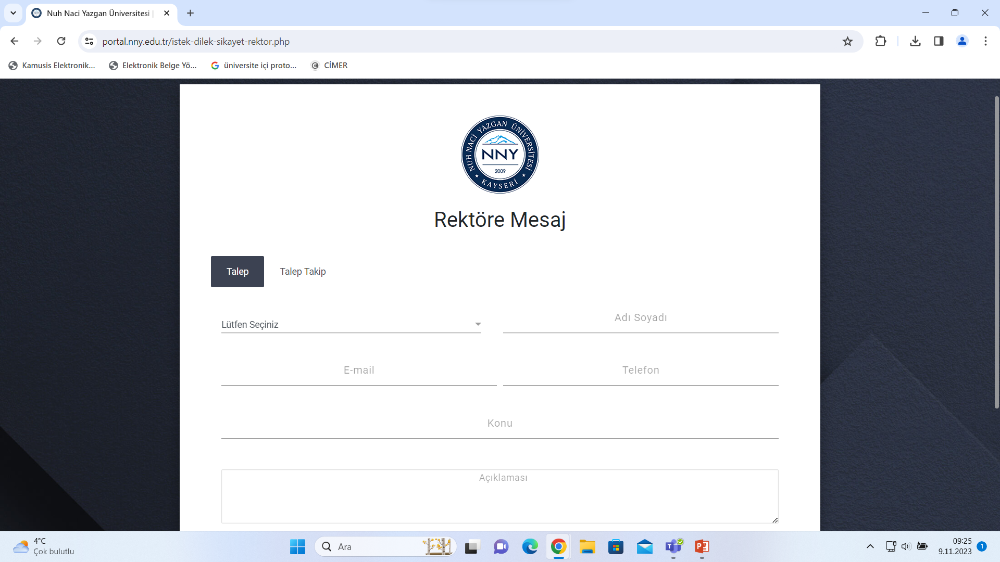 Nuh Naci Yazgan Üniversitesi |
portal.nny.edu.tr/istek-dilek-sikayet-rektor.php
Kamusis Elektronik... Elektronik Belge Yö... üniversite içi proto... CİMER
NUH NACİ YAZGAN ÜNİVERSİTESİ
NNY
2009
KAYSERİ
Rektöre Mesaj
Talep Talep Takip
Lütfen Seçiniz Adı Soyadı
E-mail Telefon
Konu
Açıklaması
4°C
Çok bulutlu
Ara
09:25
9.11.2023
1